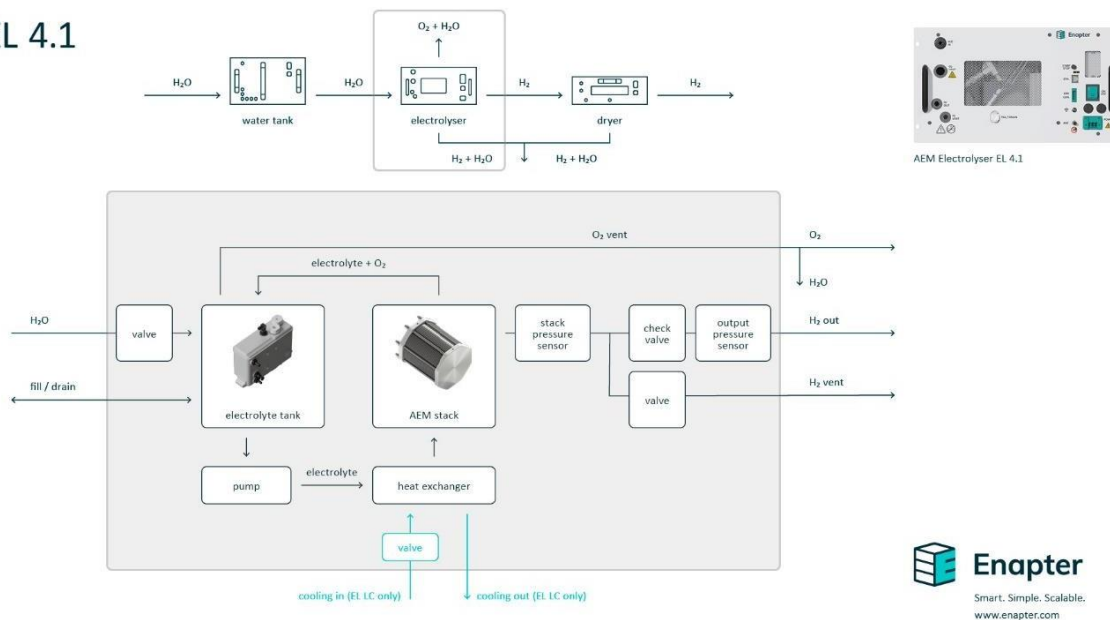 EL 4.1
O₂ + H₂O
H₂O
H₂O
H₂
H₂
water tank
electrolyser
dryer
H₂ + H₂O
H₂ + H₂O
Enapter
AEM Electrolyser EL 4.1
O₂ vent
O₂
electrolyte + O₂
H₂O
H₂O
valve
stack
pressure
sensor
check
valve
output
pressure
sensor
H₂ out
fill / drain
H₂ vent
valve
electrolyte tank
AEM stack
electrolyte
pump
heat exchanger
valve
cooling in (EL LC only)
cooling out (EL LC only)
Enapter
Smart. Simple. Scalable.
www.enapter.com